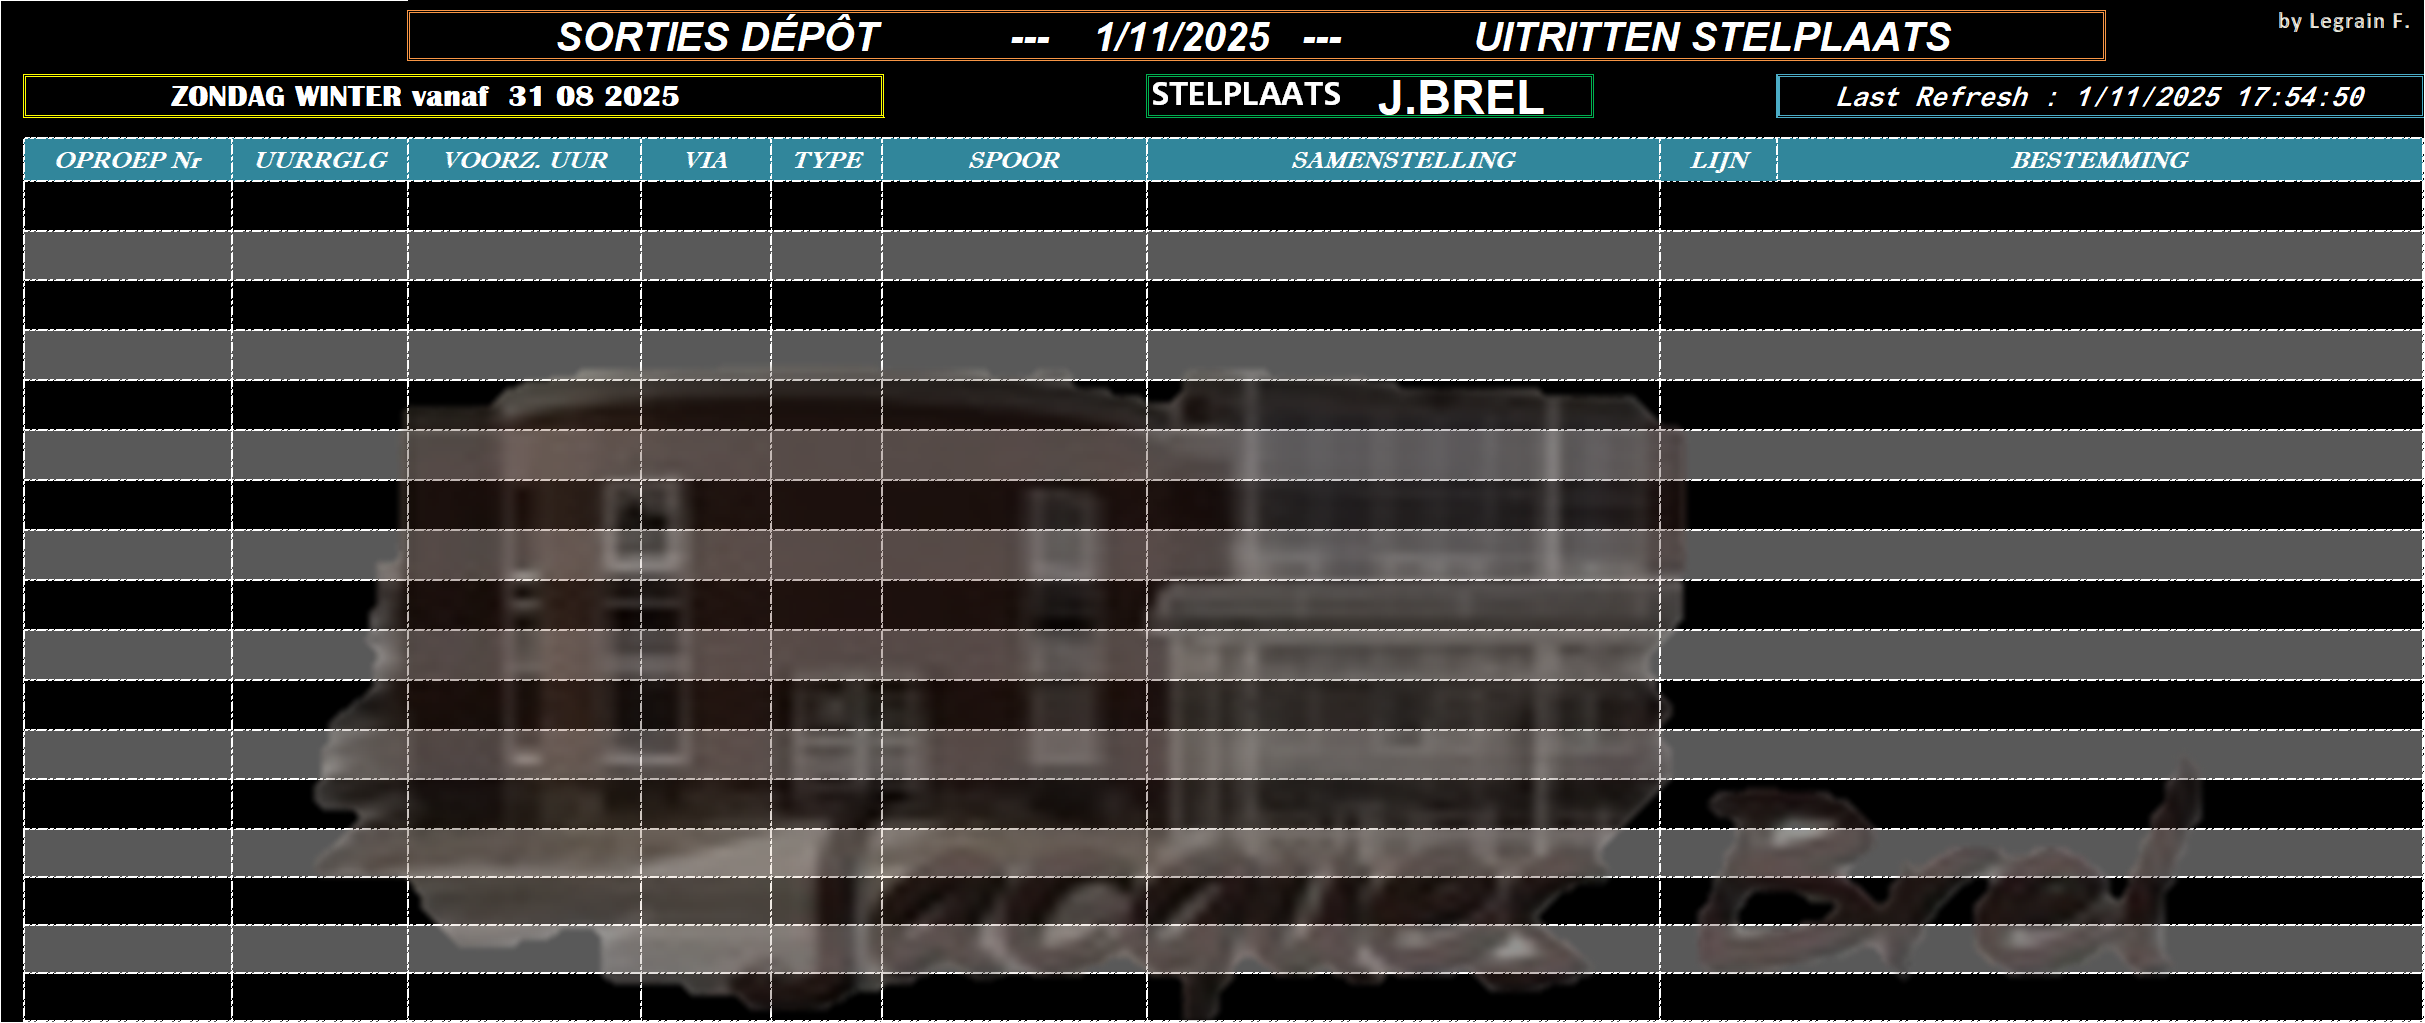 SORTIES DÉPÔT --- 1/11/2025 --- UITRITTEN STELPLAATS
by Legrain F.
ZONDAG WINTER vanaf 31 08 2025
STELPLAATS J.BREL
Last Refresh : 1/11/2025 17:54:50
OPROEP Nr UURRGLG VOORZ. UUR VIA TYPE SPOOR SAMENSTELLING LIJN BESTEMMING
Jacques Brel